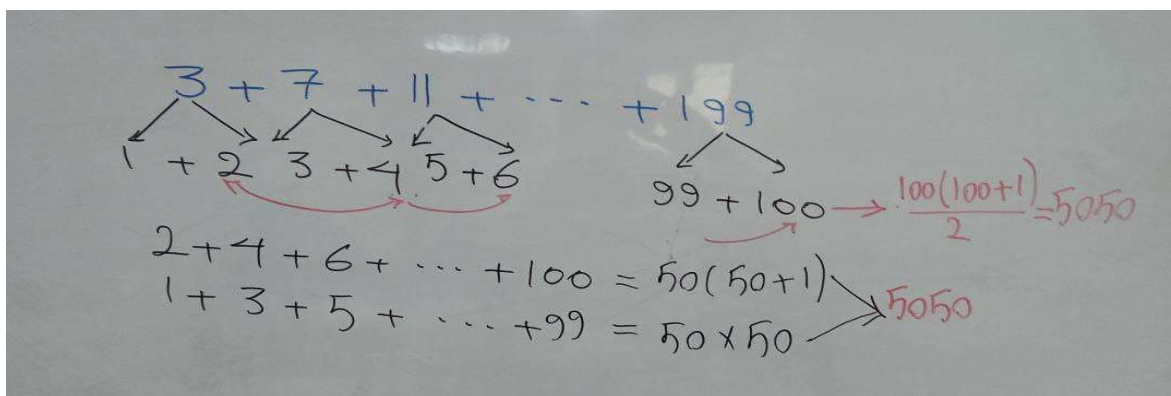 3 + 7 + 11 + ... + 199
1 + 2 3 + 4 5 + 6 99 + 100 → 100(100+1)/2 = 5050
2 + 4 + 6 + ... + 100 = 50(50+1)
1 + 3 + 5 + ... + 99 = 50 × 50
5050